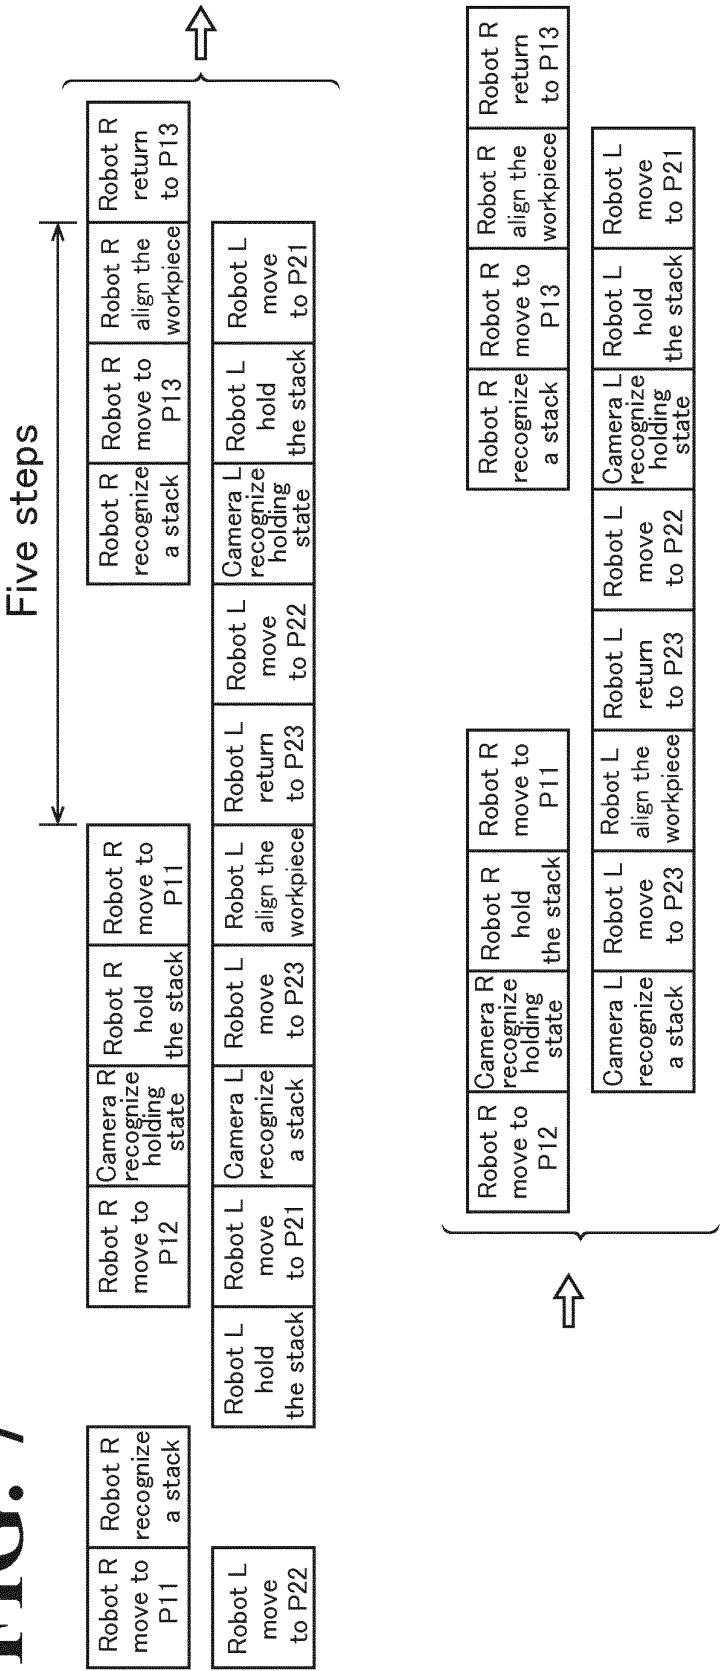 FIG. 7
Five steps
Robot R
move to
P11
Robot R
recognize
a stack
Robot R
move to
P12
Camera R
recognize
holding
state
Robot R
hold
the stack
Robot R
move to
P11
Robot R
recognize
a stack
Robot R
move to
P13
Robot R
align the
workpiece
Robot R
return
to P13
Robot L
move
to P22
Robot L
hold
the stack
Robot L
move
to P21
Camera L
recognize
a stack
Robot L
move
to P23
Robot L
align the
workpiece
Robot L
return
to P23
Robot L
move
to P22
Camera L
recognize
holding
state
Robot L
hold
the stack
Robot L
move
to P21
Robot R
move to
P12
Camera R
recognize
holding
state
Robot R
hold
the stack
Robot R
move to
P11
Robot R
recognize
a stack
Robot R
move to
P13
Robot R
align the
workpiece
Robot R
return
to P13
Camera L
recognize
a stack
Robot L
move
to P23
Robot L
align the
workpiece
Robot L
return
to P23
Robot L
move
to P22
Camera L
recognize
holding
state
Robot L
hold
the stack
Robot L
move
to P21